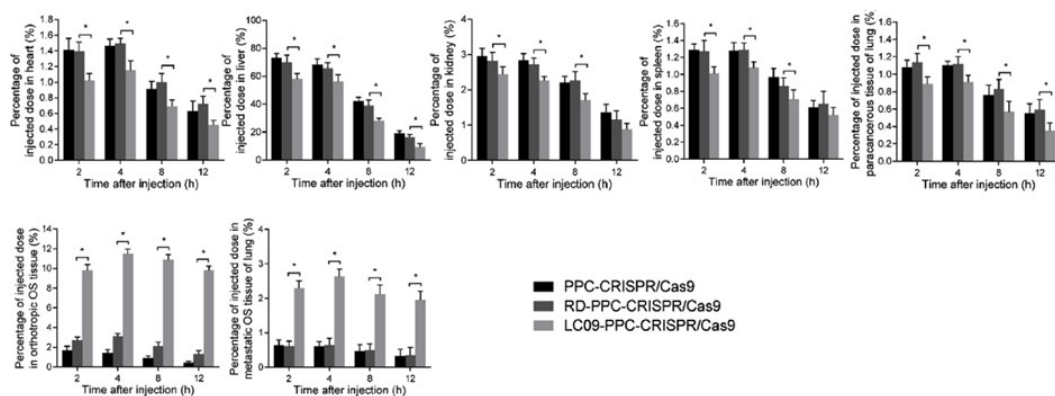 Percentage of
injected dose in heart (%)
1.8
1.6
1.4
1.2
1.0
0.8
0.6
0.4
0.2
0.0
* * * *
2 4 8 12
Time after injection (h)
Percentage of
injected dose in liver (%)
100
80
60
40
20
0
* * * *
2 4 8 12
Time after injection (h)
Percentage of
injected dose in kidney (%)
4
3
2
1
0
* * *
2 4 8 12
Time after injection (h)
Percentage of
injected dose in spleen (%)
1.6
1.4
1.2
1.0
0.8
0.6
0.4
0.2
0.0
* * *
2 4 8 12
Time after injection (h)
Percentage of injected dose in
paracancerous tissue of lung (%)
1.6
1.4
1.2
1.0
0.8
0.6
0.4
0.2
0.0
* * * *
2 4 8 12
Time after injection (h)
Percentage of injected dose
in orthotropic OS tissue (%)
14
12
10
8
6
4
2
0
* * * *
2 4 8 12
Time after injection (h)
Percentage of injected dose in
metastatic OS tissue of lung (%)
4
3
2
1
0
* * * *
2 4 8 12
Time after injection (h)
PPC-CRISPR/Cas9
RD-PPC-CRISPR/Cas9
LC09-PPC-CRISPR/Cas9